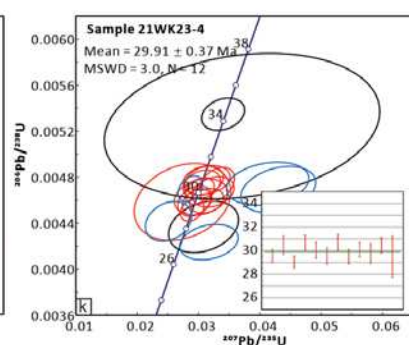 Sample 21WK23-4
Mean = 29.91 ± 0.37 Ma
MSWD = 3.0, N = 12
0.0060
0.0056
0.0052
0.0048
0.0044
0.0040
0.0036
²⁰⁶Pb/²³⁸U
38
34
26
k
34
32
30
28
26
0.01 0.02 0.03 0.04 0.05 0.06
²⁰⁷Pb/²³⁵U